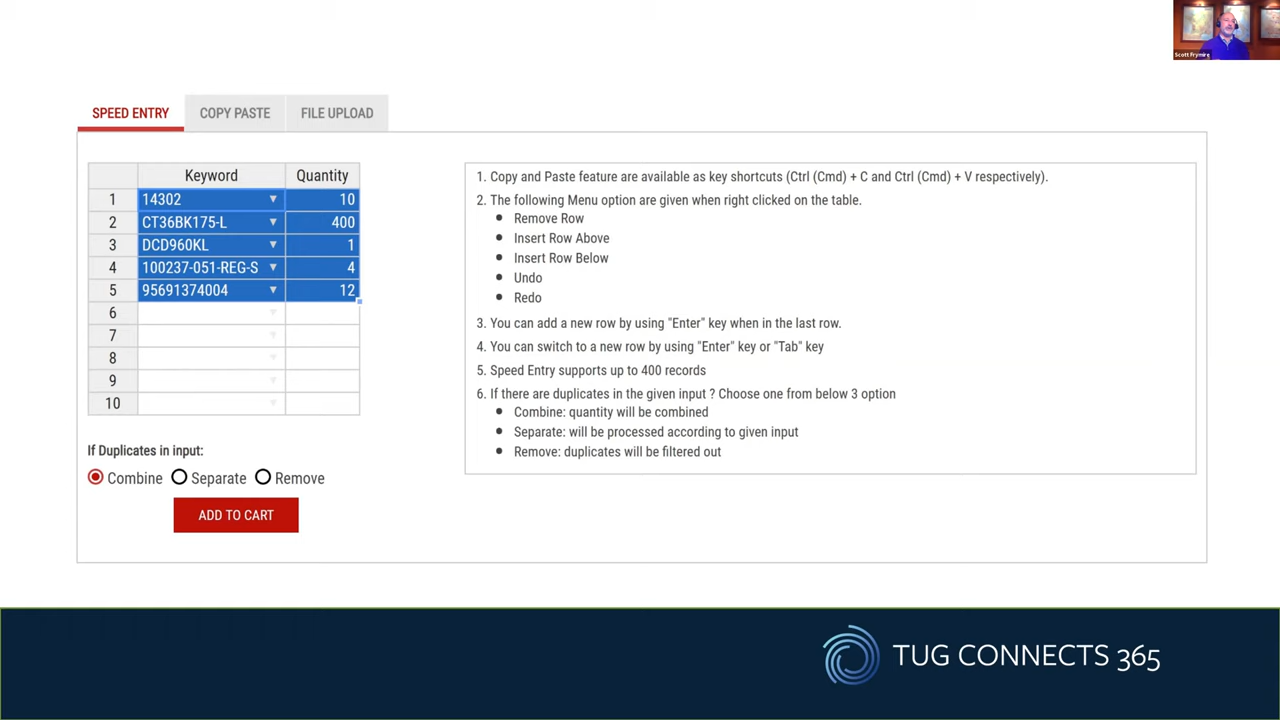 Scott Frymire
SPEED ENTRY
COPY PASTE
FILE UPLOAD
Keyword Quantity
1 14302 10
2 CT36BK175-L 400
3 DCD960KL 1
4 100237-051-REG-S 4
5 95691374004 12
6
7
8
9
10
If Duplicates in input:
Combine Separate Remove
ADD TO CART
1. Copy and Paste feature are available as key shortcuts (Ctrl (Cmd) + C and Ctrl (Cmd) + V respectively).
2. The following Menu option are given when right clicked on the table.
Remove Row
Insert Row Above
Insert Row Below
Undo
Redo
3. You can add a new row by using "Enter" key when in the last row.
4. You can switch to a new row by using "Enter" key or "Tab" key
5. Speed Entry supports up to 400 records
6. If there are duplicates in the given input ? Choose one from below 3 option
Combine: quantity will be combined
Separate: will be processed according to given input
Remove: duplicates will be filtered out
TUG CONNECTS 365